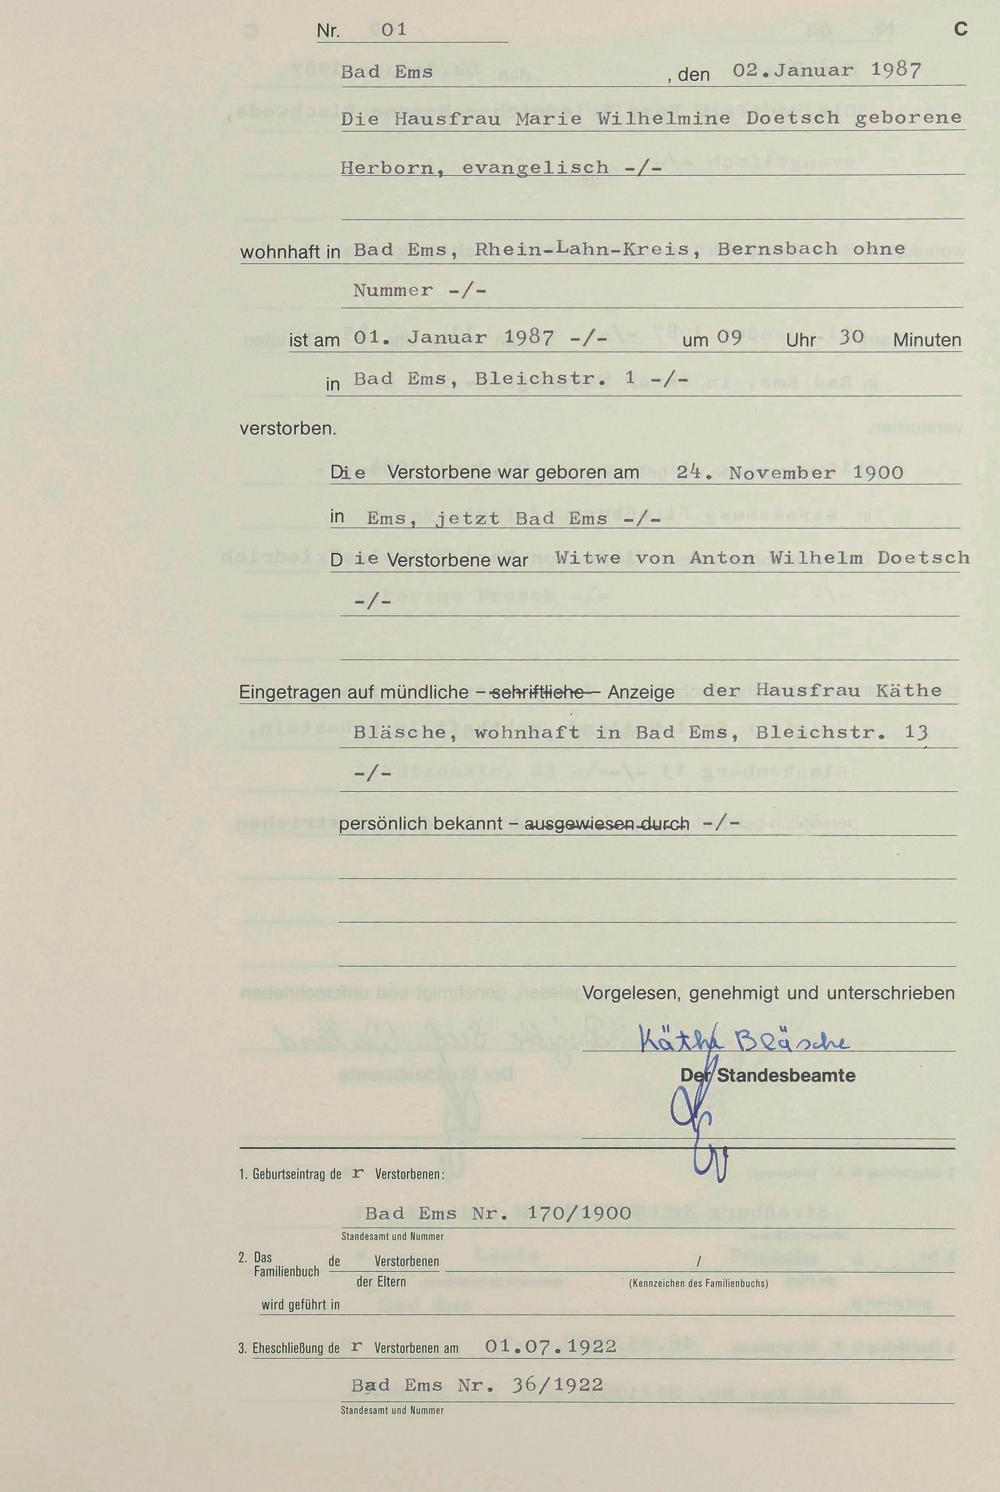 Nr. 01 C
Bad Ems , den 02.Januar 1987
Die Hausfrau Marie Wilhelmine Doetsch geborene
Herborn, evangelisch -/-
wohnhaft in Bad Ems, Rhein-Lahn-Kreis, Bernsbach ohne
Nummer -/-
ist am 01. Januar 1987 -/- um 09 Uhr 30 Minuten
in Bad Ems, Bleichstr. 1 -/-
verstorben.
Die Verstorbene war geboren am 24. November 1900
in Ems, jetzt Bad Ems -/-
D ie Verstorbene war Witwe von Anton Wilhelm Doetsch
-/-
Eingetragen auf mündliche – schriftliche – Anzeige der Hausfrau Käthe
Bläsche, wohnhaft in Bad Ems, Bleichstr. 13
-/-
persönlich bekannt – ausgewiesen durch -/-
Vorgelesen, genehmigt und unterschrieben
Käthe Bläsche
Der Standesbeamte
1. Geburtseintrag de r Verstorbenen:
Bad Ems Nr. 170/1900
Standesamt und Nummer
2. Das Familienbuch de Verstorbenen /
der Eltern (Kennzeichen des Familienbuchs)
wird geführt in
3. Eheschließung de r Verstorbenen am 01.07.1922
Bad Ems Nr. 36/1922
Standesamt und Nummer